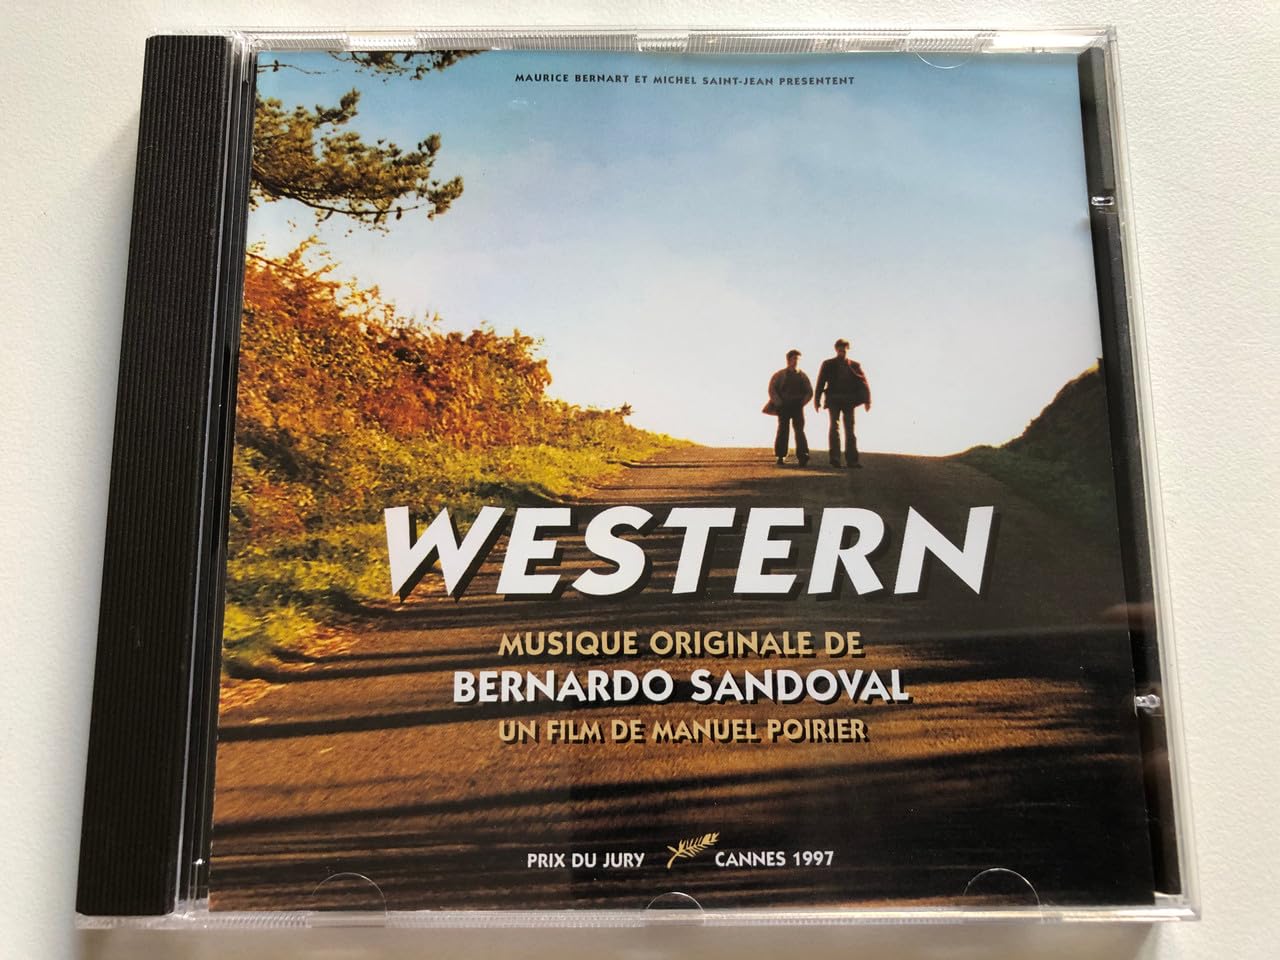 MAURICE BERNART ET MICHEL SAINT-JEAN PRESENTENT
WESTERN
MUSIQUE ORIGINALE DE
BERNARDO SANDOVAL
UN FILM DE MANUEL POIRIER
PRIX DU JURY CANNES 1997